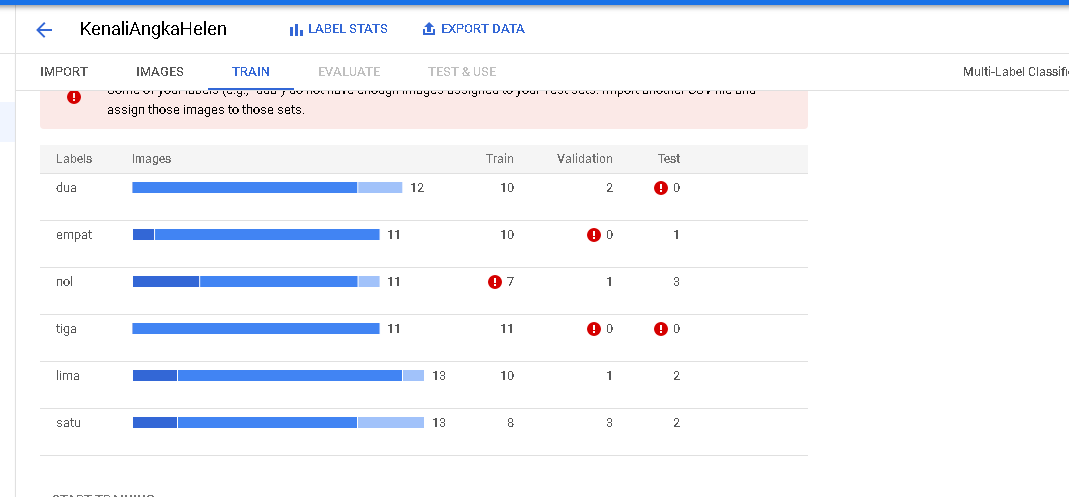 KenaliAngkaHelen LABEL STATS EXPORT DATA
IMPORT IMAGES TRAIN EVALUATE TEST & USE Multi-Label Classifi
Some of your labels (e.g., "dua") do not have enough images assigned to your Test sets. Import another CSV file and
assign those images to those sets.
Labels Images Train Validation Test
dua 12 10 2 0
empat 11 10 0 1
nol 11 7 1 3
tiga 11 11 0 0
lima 13 10 1 2
satu 13 8 3 2
START TRAINING